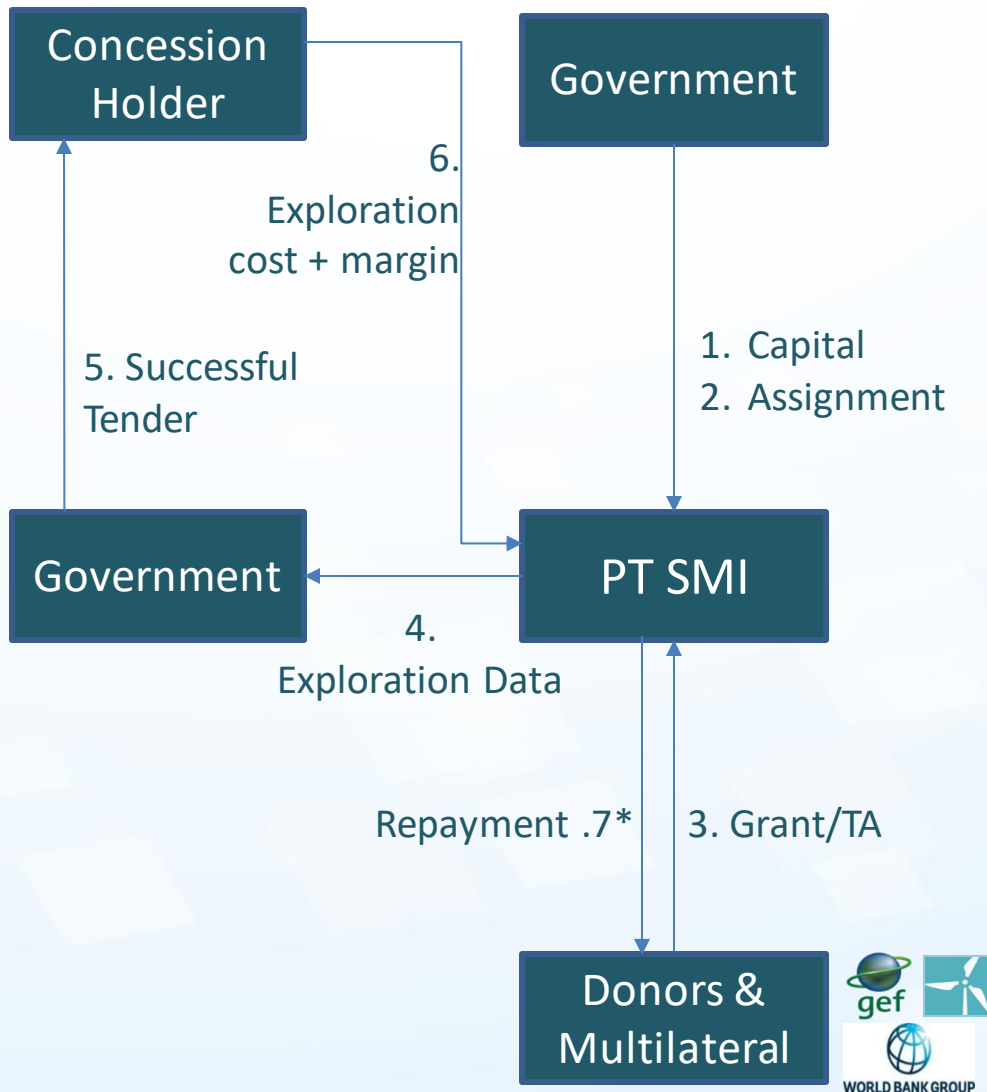 Concession
Holder
Government
6.
Exploration
cost + margin
1. Capital
2. Assignment
5. Successful
Tender
Government
PT SMI
4.
Exploration Data
Repayment .7*
3. Grant/TA
Donors &
Multilateral
gef
WORLD BANK GROUP